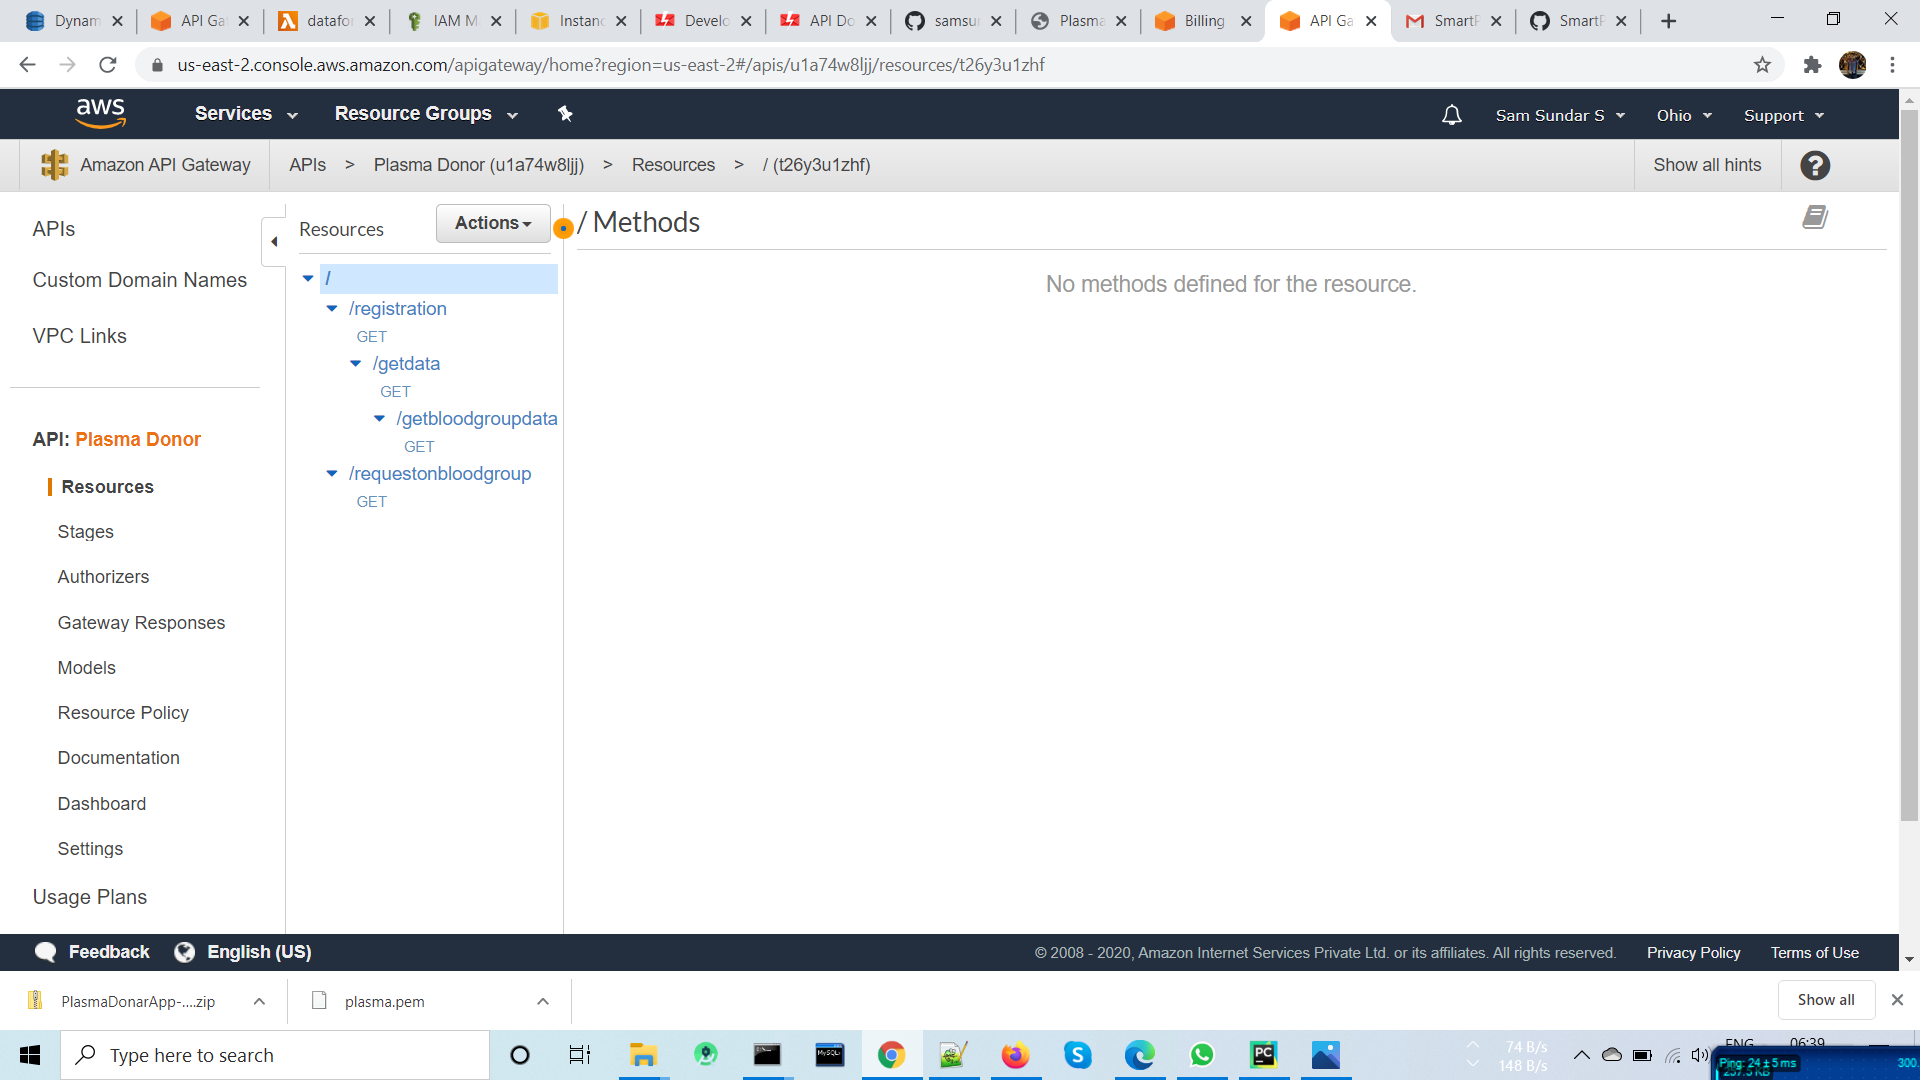 Dynam
API Ga
datafor
IAM M
Instanc
Develo
API Do
samsur
Plasma
Billing
API Ga
SmartF
SmartF
us-east-2.console.aws.amazon.com/apigateway/home?region=us-east-2#/apis/u1a74w8ljj/resources/t26y3u1zhf
aws
Services
Resource Groups
Sam Sundar S
Ohio
Support
Amazon API Gateway
APIs > Plasma Donor (u1a74w8ljj) > Resources > / (t26y3u1zhf)
Show all hints
APIs
Custom Domain Names
VPC Links
API: Plasma Donor
Resources
Stages
Authorizers
Gateway Responses
Models
Resource Policy
Documentation
Dashboard
Settings
Usage Plans
Resources
Actions
/
/registration
GET
/getdata
GET
/getbloodgroupdata
GET
/requestonbloodgroup
GET
/ Methods
No methods defined for the resource.
Feedback
English (US)
© 2008 - 2020, Amazon Internet Services Private Ltd. or its affiliates. All rights reserved.
Privacy Policy
Terms of Use
PlasmaDonarApp-....zip
plasma.pem
Show all
Type here to search
MySQL
PC
74 B/s
148 B/s
ENG
06:39
Ping: 24 ± 5 ms
300